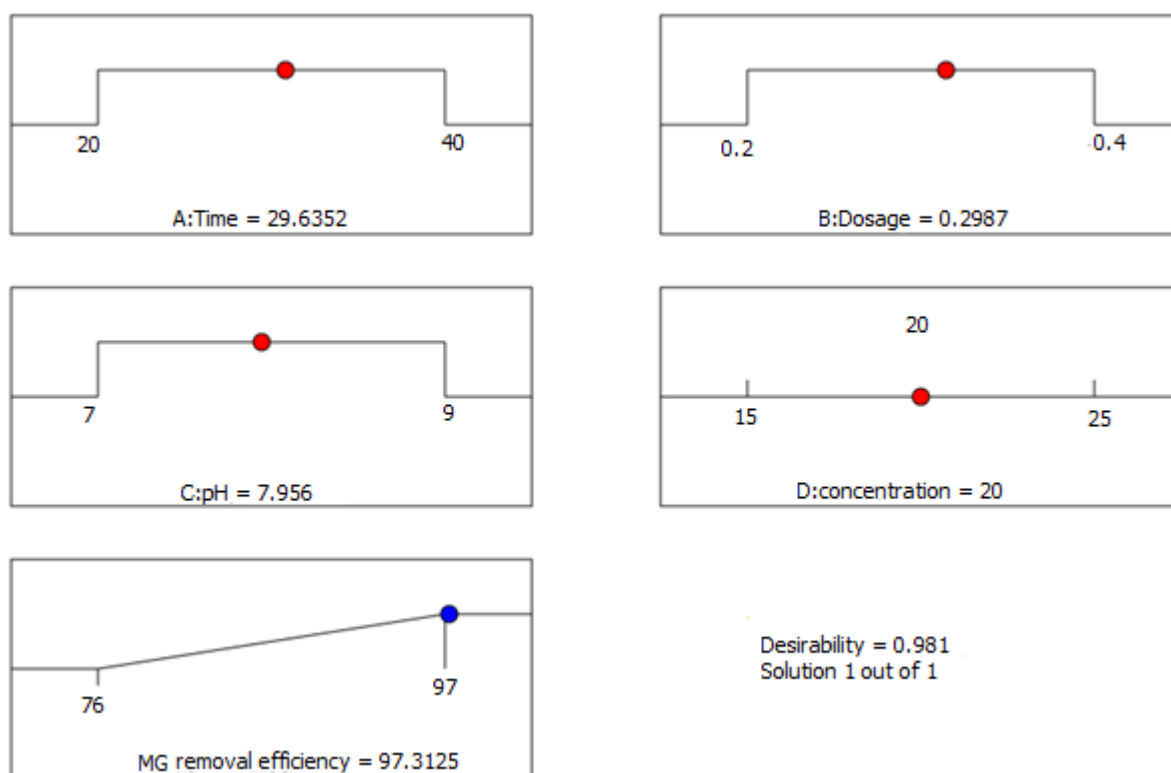 20
40
A:Time = 29.6352
0.2
0.4
B:Dosage = 0.2987
7
9
C:pH = 7.956
20
15
25
D:concentration = 20
76
97
MG removal efficiency = 97.3125
Desirability = 0.981
Solution 1 out of 1